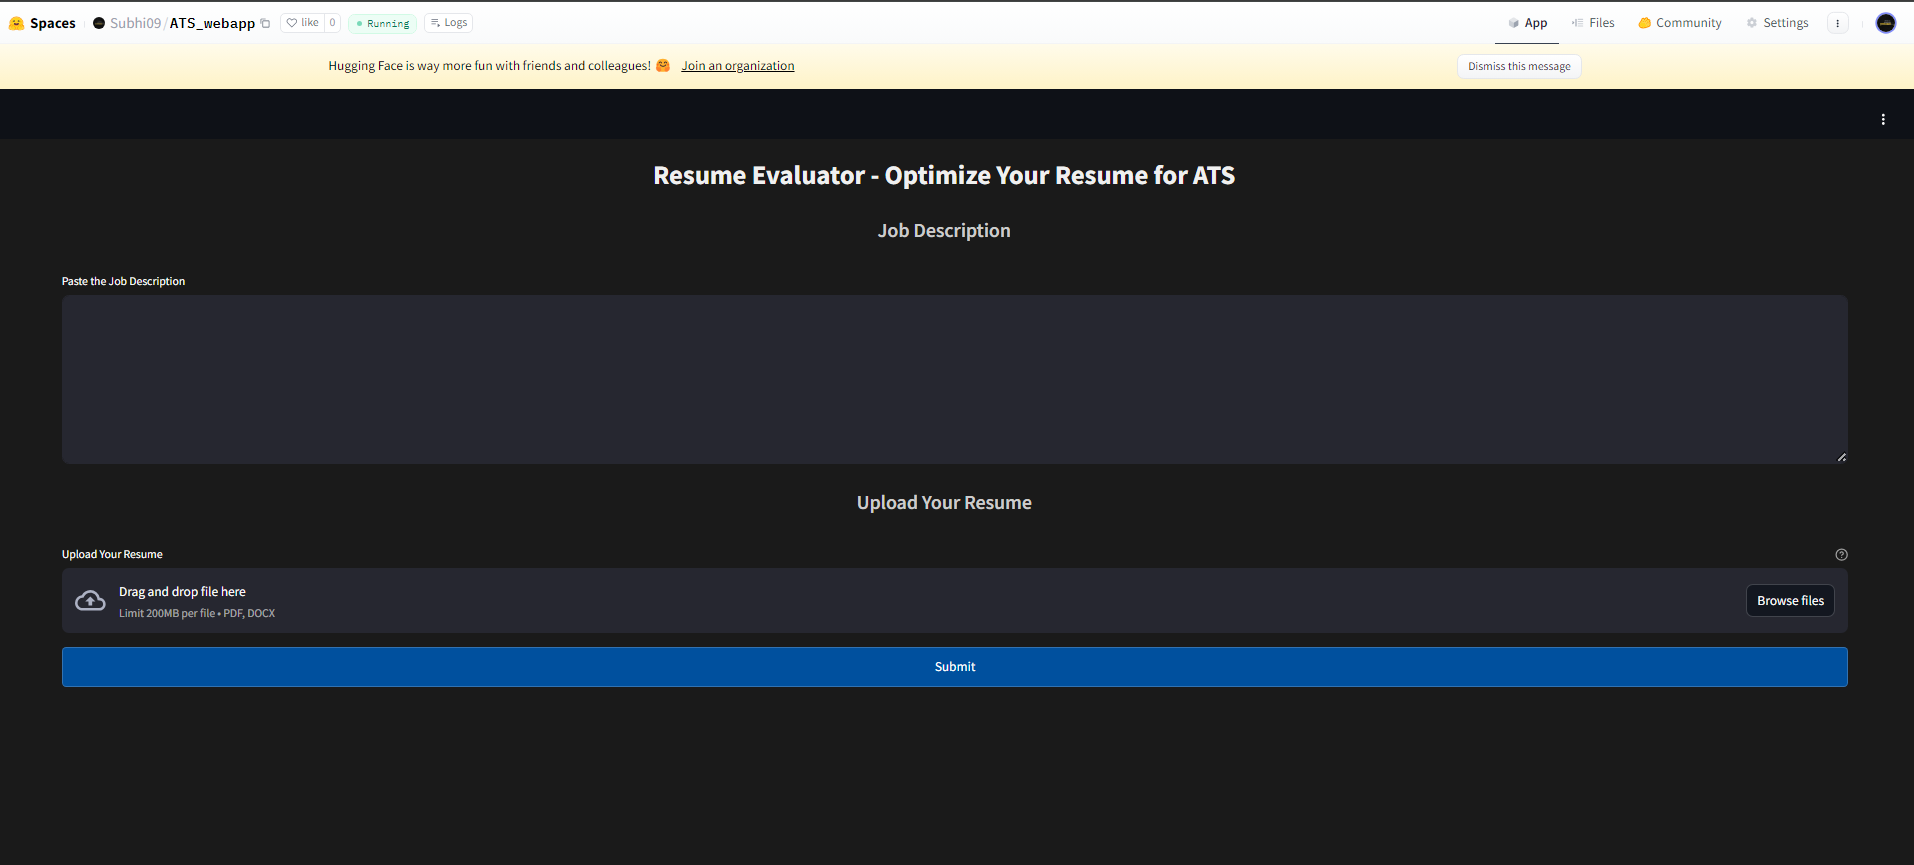 Spaces Subhi09/ATS_webapp like 0 Running Logs App Files Community Settings
Hugging Face is way more fun with friends and colleagues! 🤗 Join an organization Dismiss this message
Resume Evaluator - Optimize Your Resume for ATS
Job Description
Paste the Job Description
Upload Your Resume
Upload Your Resume
Drag and drop file here
Limit 200MB per file • PDF, DOCX
Browse files
Submit